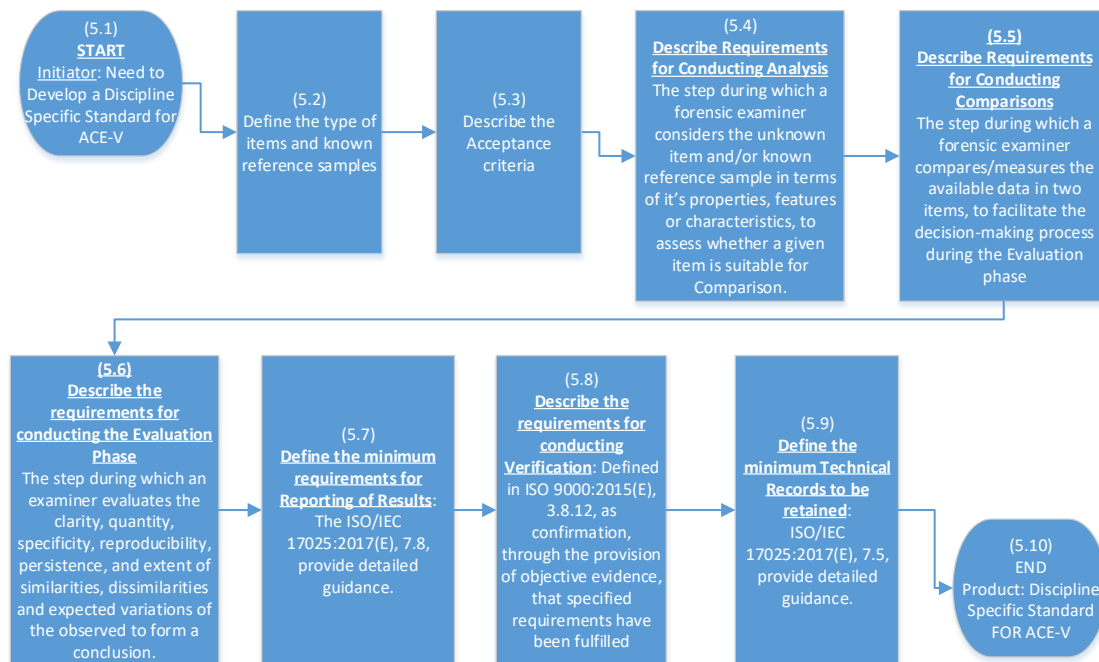 (5.1)
START
Initiator: Need to
Develop a Discipline
Specific Standard for
ACE-V
(5.2)
Define the type of
items and known
reference samples
(5.3)
Describe the
Acceptance
criteria
(5.4)
Describe Requirements
for Conducting Analysis
The step during which a
forensic examiner
considers the unknown
item and/or known
reference sample in terms
of it’s properties, features
or characteristics, to
assess whether a given
item is suitable for
Comparison.
(5.5)
Describe Requirements
for Conducting
Comparisons
The step during which a
forensic examiner
compares/measures the
available data in two
items, to facilitate the
decision-making process
during the Evaluation
phase
(5.6)
Describe the
requirements for
conducting the Evaluation
Phase
The step during which an
examiner evaluates the
clarity, quantity,
specificity, reproducibility,
persistence, and extent of
similarities, dissimilarities
and expected variations of
the observed to form a
conclusion.
(5.7)
Define the minimum
requirements for
Reporting of Results:
The ISO/IEC
17025:2017(E), 7.8,
provide detailed
guidance.
(5.8)
Describe the
requirements for
conducting
Verification: Defined
in ISO 9000:2015(E),
3.8.12, as
confirmation,
through the provision
of objective evidence,
that specified
requirements have
been fulfilled
(5.9)
Define the
minimum Technical
Records to be
retained:
ISO/IEC
17025:2017(E), 7.5,
provide detailed
guidance.
(5.10)
END
Product: Discipline
Specific Standard
FOR ACE-V